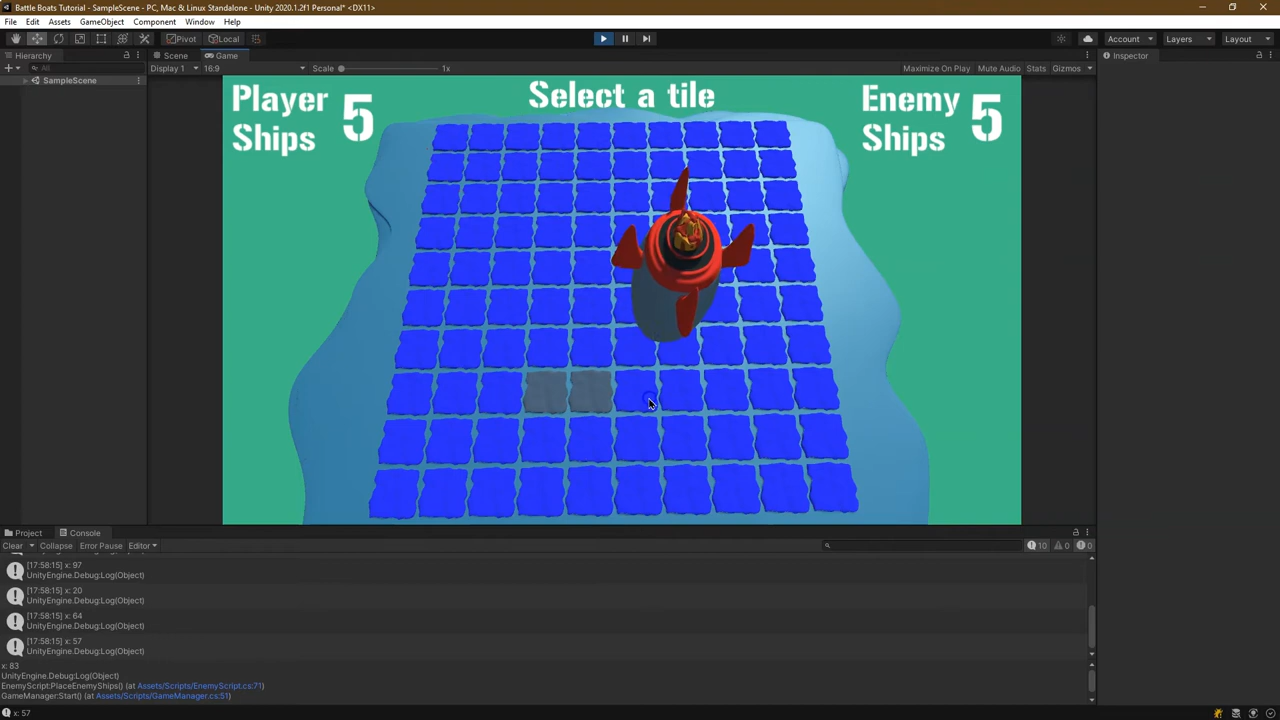 Battle Boats Tutorial - SampleScene - PC, Mac & Linux Standalone - Unity 2020.1.2f1 Personal* <DX11>
File Edit Assets GameObject Component Window Help
Pivot Local Account Layers Layout
Hierarchy Scene Game Inspector
All Display 1 16:9 Scale 1x Maximize On Play Mute Audio Stats Gizmos
SampleScene
Player Ships 5
Select a tile
Enemy Ships 5
Project Console
Clear Collapse Error Pause Editor 10 0 0
[17:58:15] x: 97
UnityEngine.Debug:Log(Object)
[17:58:15] x: 20
UnityEngine.Debug:Log(Object)
[17:58:15] x: 64
UnityEngine.Debug:Log(Object)
[17:58:15] x: 57
UnityEngine.Debug:Log(Object)
x: 83
UnityEngine.Debug:Log(Object)
EnemyScript:PlaceEnemyShips() (at Assets/Scripts/EnemyScript.cs:71)
GameManager:Start() (at Assets/Scripts/GameManager.cs:51)
x: 57